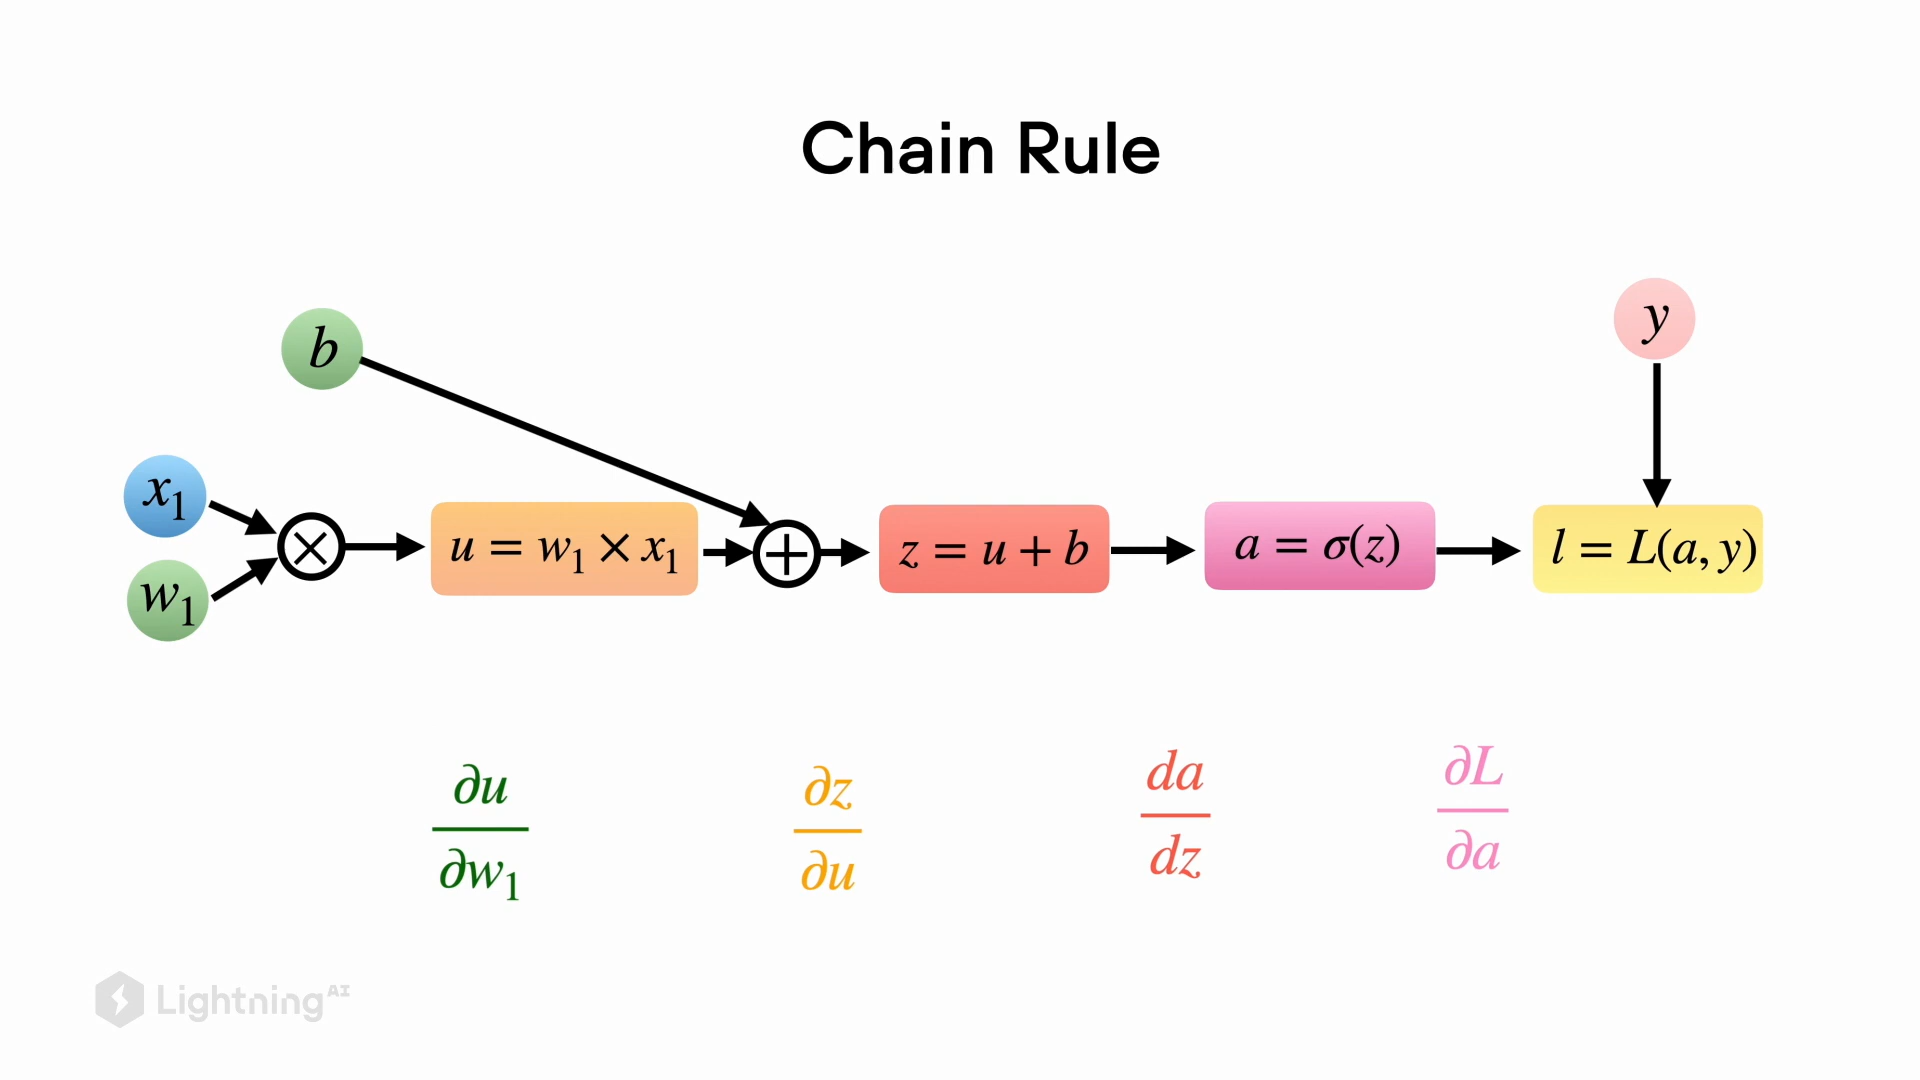 Chain Rule
b
y
x₁
w₁
×
u = w₁ × x₁
+
z = u + b
a = σ(z)
l = L(a, y)
∂u
∂w₁
∂z
∂u
da
dz
∂L
∂a
Lightning AI